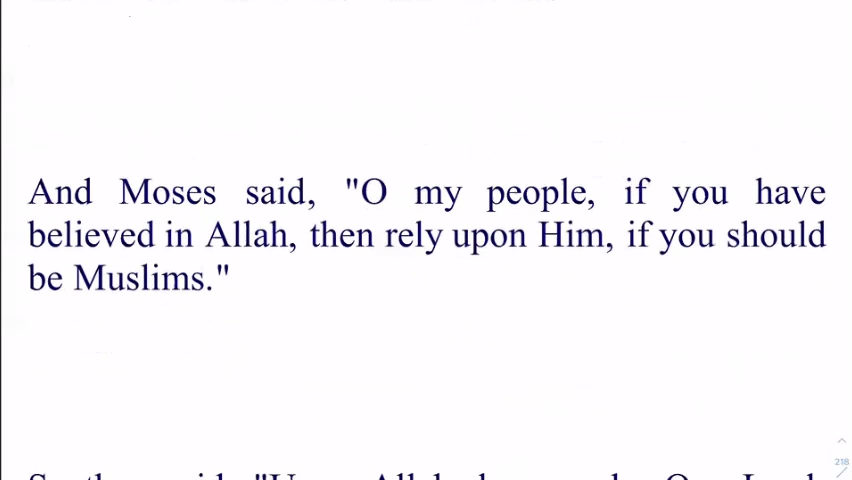 And Moses said, "O my people, if you have
believed in Allah, then rely upon Him, if you should
be Muslims."
218